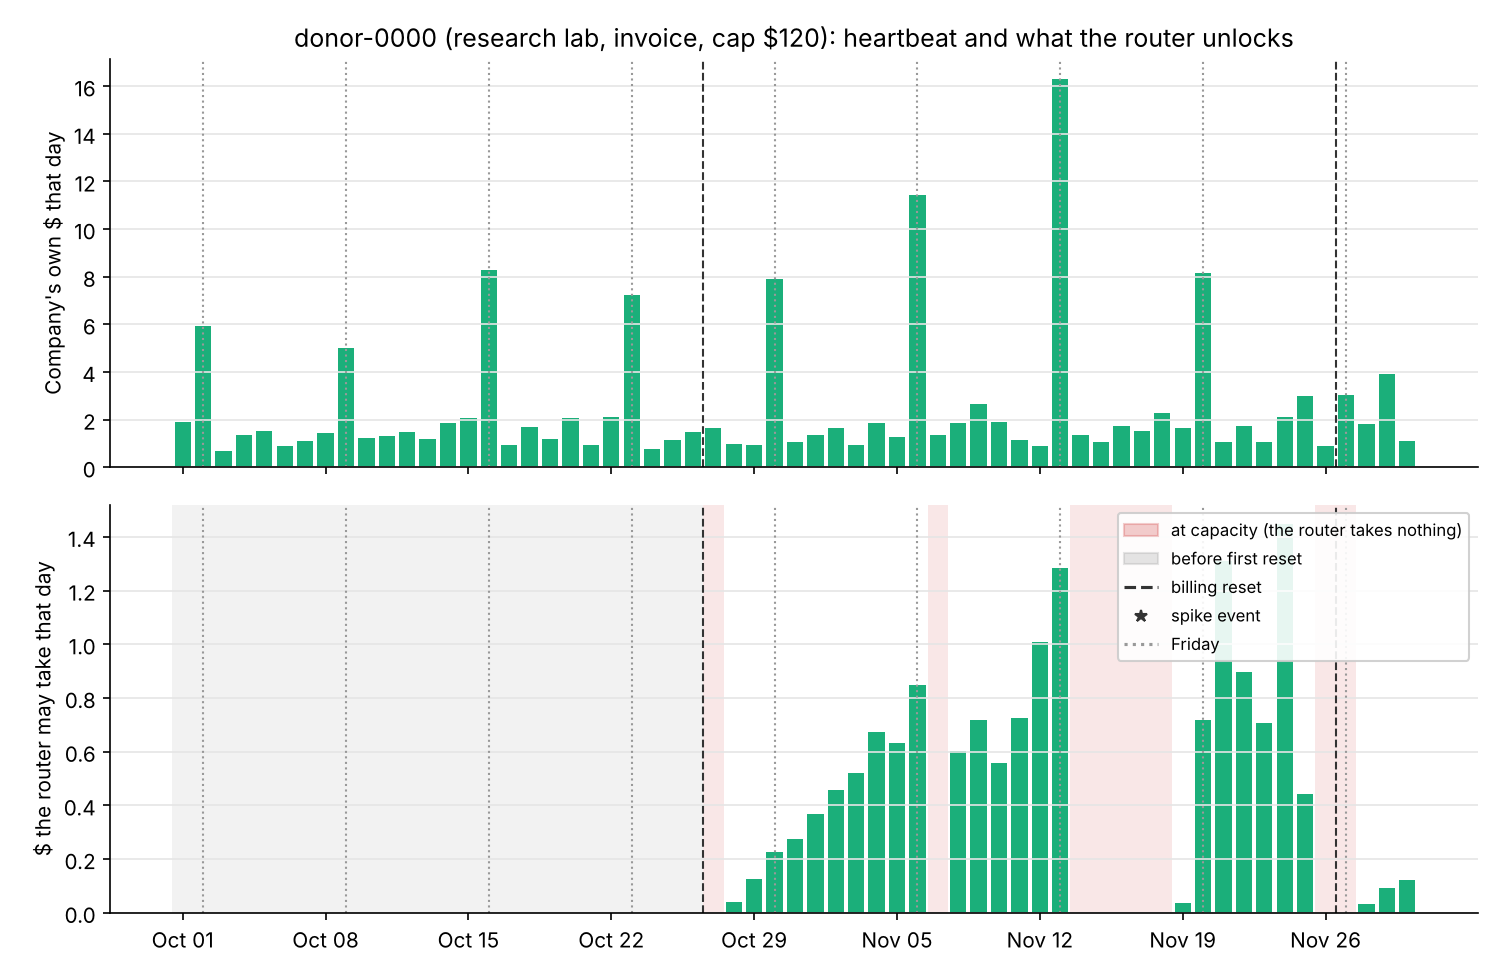 donor-0000 (research lab, invoice, cap $120): heartbeat and what the router unlocks
Company's own $ that day
16
14
12
10
8
6
4
2
0
$ the router may take that day
1.4
1.2
1.0
0.8
0.6
0.4
0.2
0.0
at capacity (the router takes nothing)
before first reset
billing reset
spike event
Friday
Oct 01
Oct 08
Oct 15
Oct 22
Oct 29
Nov 05
Nov 12
Nov 19
Nov 26